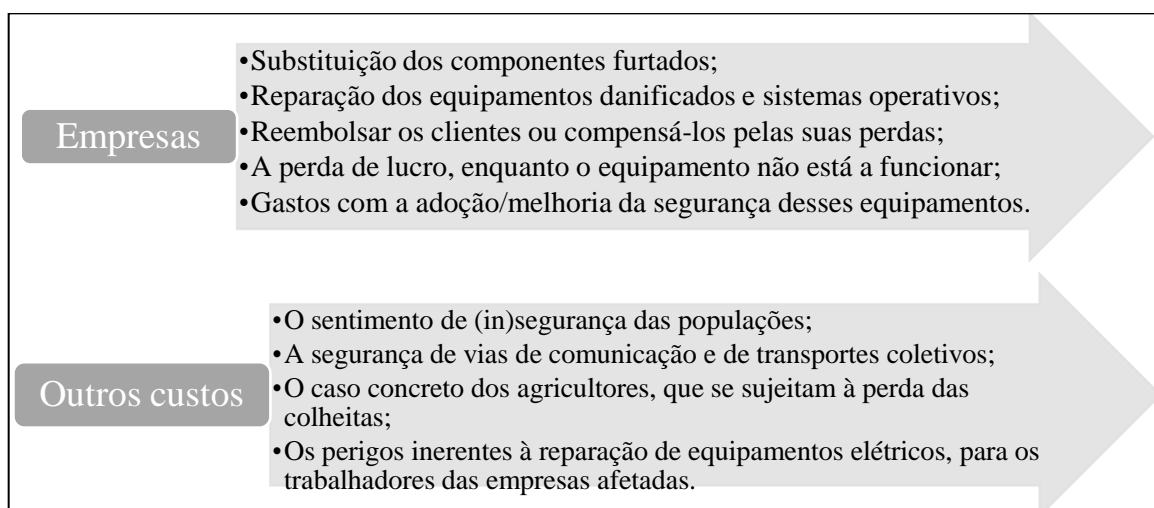 Empresas
•Substituição dos componentes furtados;
•Reparação dos equipamentos danificados e sistemas operativos;
•Reembolsar os clientes ou compensá-los pelas suas perdas;
•A perda de lucro, enquanto o equipamento não está a funcionar;
•Gastos com a adoção/melhoria da segurança desses equipamentos.
Outros custos
•O sentimento de (in)segurança das populações;
•A segurança de vias de comunicação e de transportes coletivos;
•O caso concreto dos agricultores, que se sujeitam à perda das
colheitas;
•Os perigos inerentes à reparação de equipamentos elétricos, para os
trabalhadores das empresas afetadas.